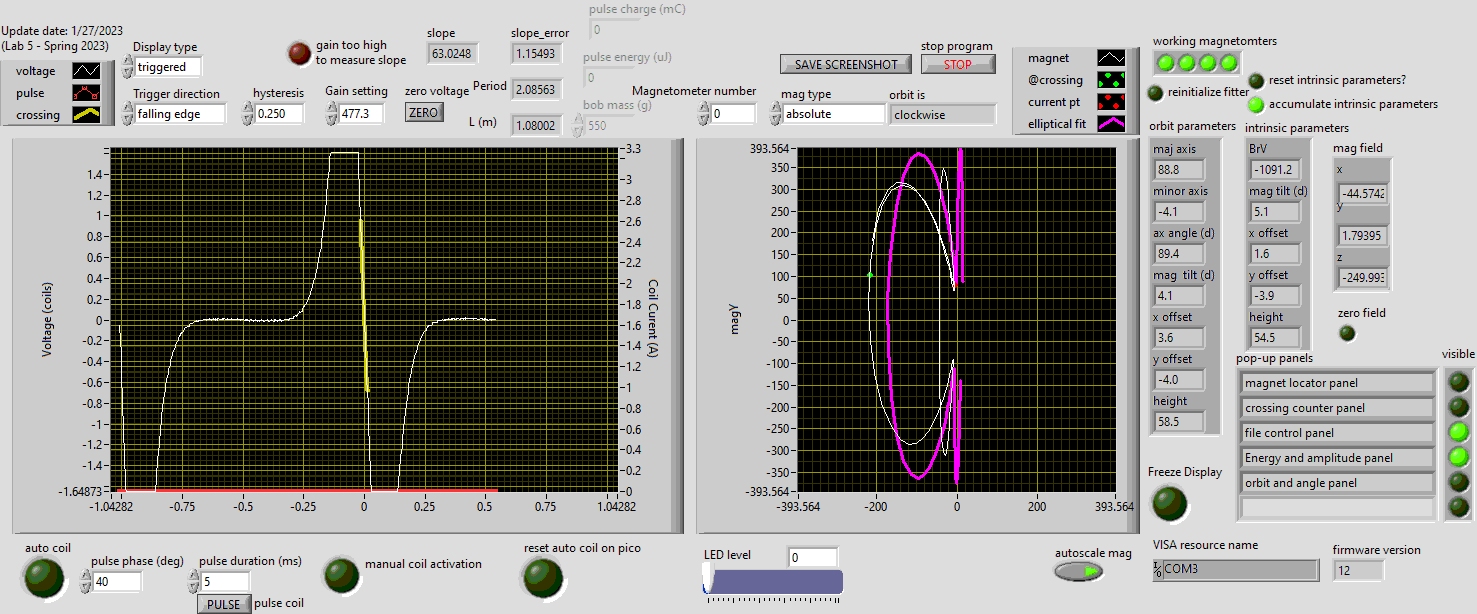 Update date: 1/27/2023
(Lab 5 - Spring 2023)
voltage
pulse
crossing
Display type
triggered
Trigger direction
falling edge
gain too high
to measure slope
hysteresis
0.250
Gain setting
477.3
slope
63.0248
zero voltage
ZERO
slope_error
1.15493
Period
2.08563
L (m)
1.08002
pulse charge (mC)
0
pulse energy (uJ)
0
bob mass (g)
550
Magnetometer number
0
SAVE SCREENSHOT
stop program
STOP
mag type
absolute
orbit is
clockwise
magnet
@crossing
current pt
elliptical fit
working magnetomters
reinitialize fitter
reset intrinsic parameters?
accumulate intrinsic parameters
orbit parameters
maj axis
88.8
minor axis
-4.1
ax angle (d)
89.4
mag tilt (d)
4.1
x offset
3.6
y offset
-4.0
height
58.5
intrinsic parameters
BrV
-1091.2
mag tilt (d)
5.1
x offset
1.6
y offset
-3.9
height
54.5
mag field
x
-44.5742
y
1.79395
z
-249.993
zero field
pop-up panels
visible
magnet locator panel
crossing counter panel
file control panel
Energy and amplitude panel
orbit and angle panel
Freeze Display
Voltage (coils)
1.4
1
0.8
0.6
0.4
0.2
0
-0.2
-0.4
-0.6
-0.8
-1
-1.2
-1.4
-1.64873
-1.04282
-0.75
-0.5
-0.25
0
0.25
0.5
0.75
1.04282
3.3
3
2.8
2.6
2.4
2.2
2
1.8
1.6
1.4
1.2
1
0.8
0.6
0.4
0.2
0
Coil Current (A)
magy
393.564
350
300
250
200
150
100
50
0
-50
-100
-150
-200
-250
-300
-350
-393.564
-393.564
-200
0
200
393.564
auto coil
pulse phase (deg)
40
pulse duration (ms)
5
PULSE
pulse coil
manual coil activation
reset auto coil on pico
LED level
0
autoscale mag
VISA resource name
COM3
firmware version
12